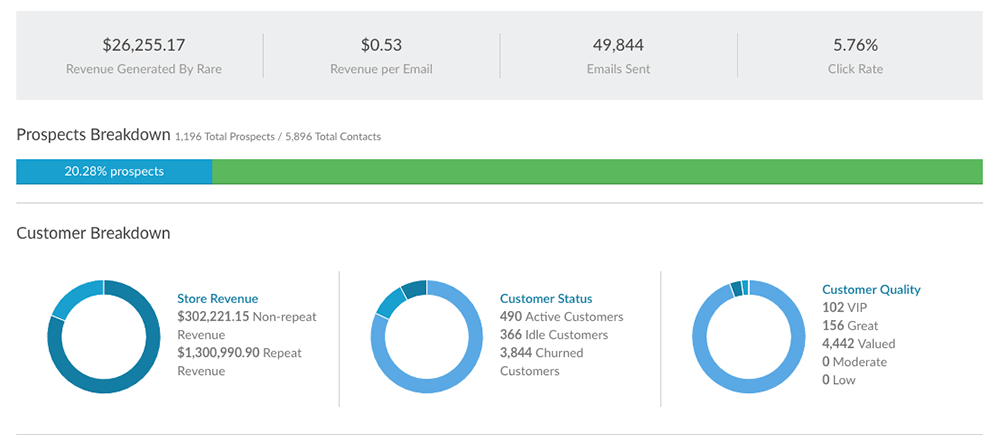 $26,255.17
Revenue Generated By Rare
$0.53
Revenue per Email
49,844
Emails Sent
5.76%
Click Rate
Prospects Breakdown 1,196 Total Prospects / 5,896 Total Contacts
20.28% prospects
Customer Breakdown
Store Revenue
$302,221.15 Non-repeat
Revenue
$1,300,990.90 Repeat
Revenue
Customer Status
490 Active Customers
366 Idle Customers
3,844 Churned
Customers
Customer Quality
102 VIP
156 Great
4,442 Valued
0 Moderate
0 Low